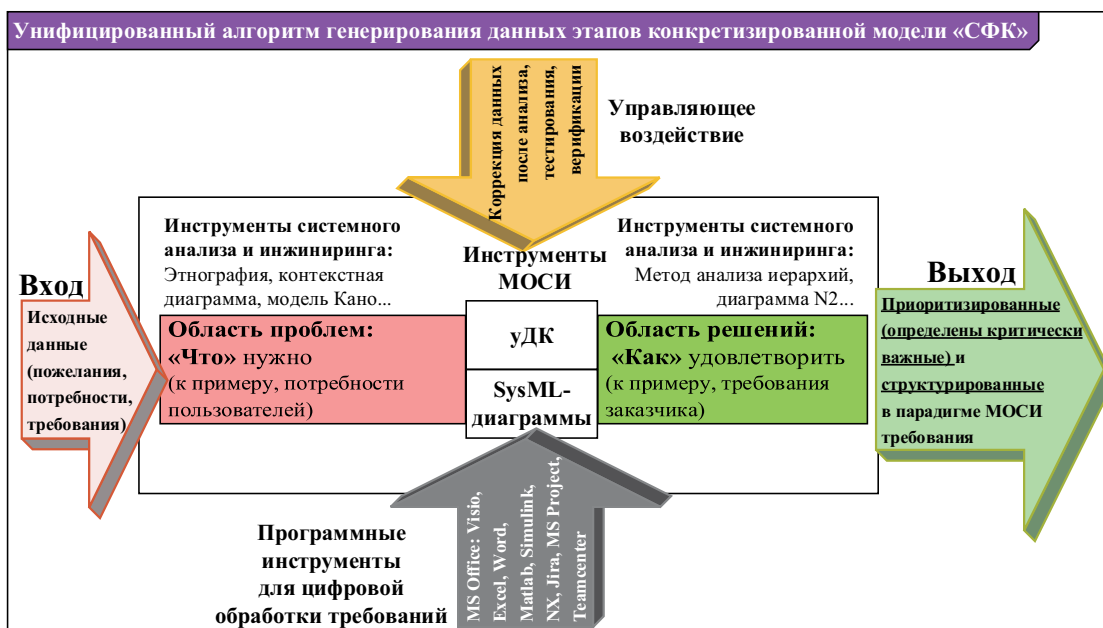 Унифицированный алгоритм генерирования данных этапов конкретизированной модели «СФК»
Коррекция данных
после анализа,
тестирования,
верификации
Управляющее
воздействие
Вход
Исходные
данные
(пожелания,
потребности,
требования)
Инструменты системного
анализа и инжиниринга:
Этнография, контекстная
диаграмма, модель Кано...
Область проблем:
«Что» нужно
(к примеру, потребности
пользователей)
Инструменты
МОСИ
уДК
SysML-
диаграммы
Инструменты системного
анализа и инжиниринга:
Метод анализа иерархий,
диаграмма N2...
Область решений:
«Как» удовлетворить
(к примеру, требования
заказчика)
Выход
Приоритизированные
(определены критически
важные) и
структурированные
в парадигме МОСИ
требования
Программные
инструменты
для цифровой
обработки требований
MS Office: Visio,
Excel, Word,
Matlab, Simulink,
NX, Jira, MS Project,
Teamcenter